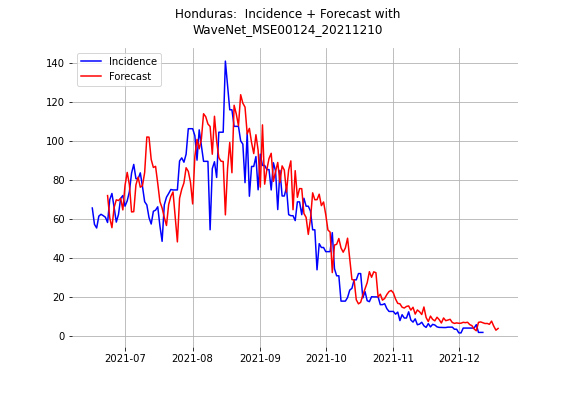 Honduras:  Incidence + Forecast with
WaveNet_MSE00124_20211210
Incidence
Forecast
140
120
100
80
60
40
20
0
2021-07 2021-08 2021-09 2021-10 2021-11 2021-12